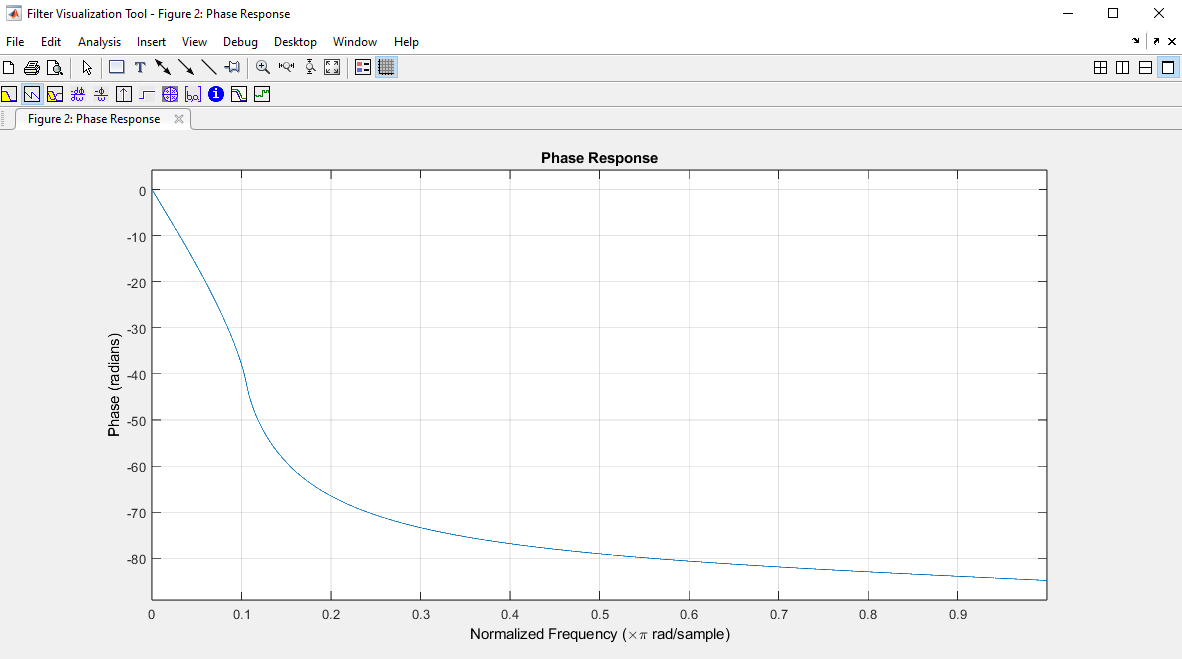 Filter Visualization Tool - Figure 2: Phase Response
File Edit Analysis Insert View Debug Desktop Window Help
Figure 2: Phase Response
Phase Response
0
-10
-20
-30
-40
-50
-60
-70
-80
Phase (radians)
0 0.1 0.2 0.3 0.4 0.5 0.6 0.7 0.8 0.9
Normalized Frequency (×π rad/sample)